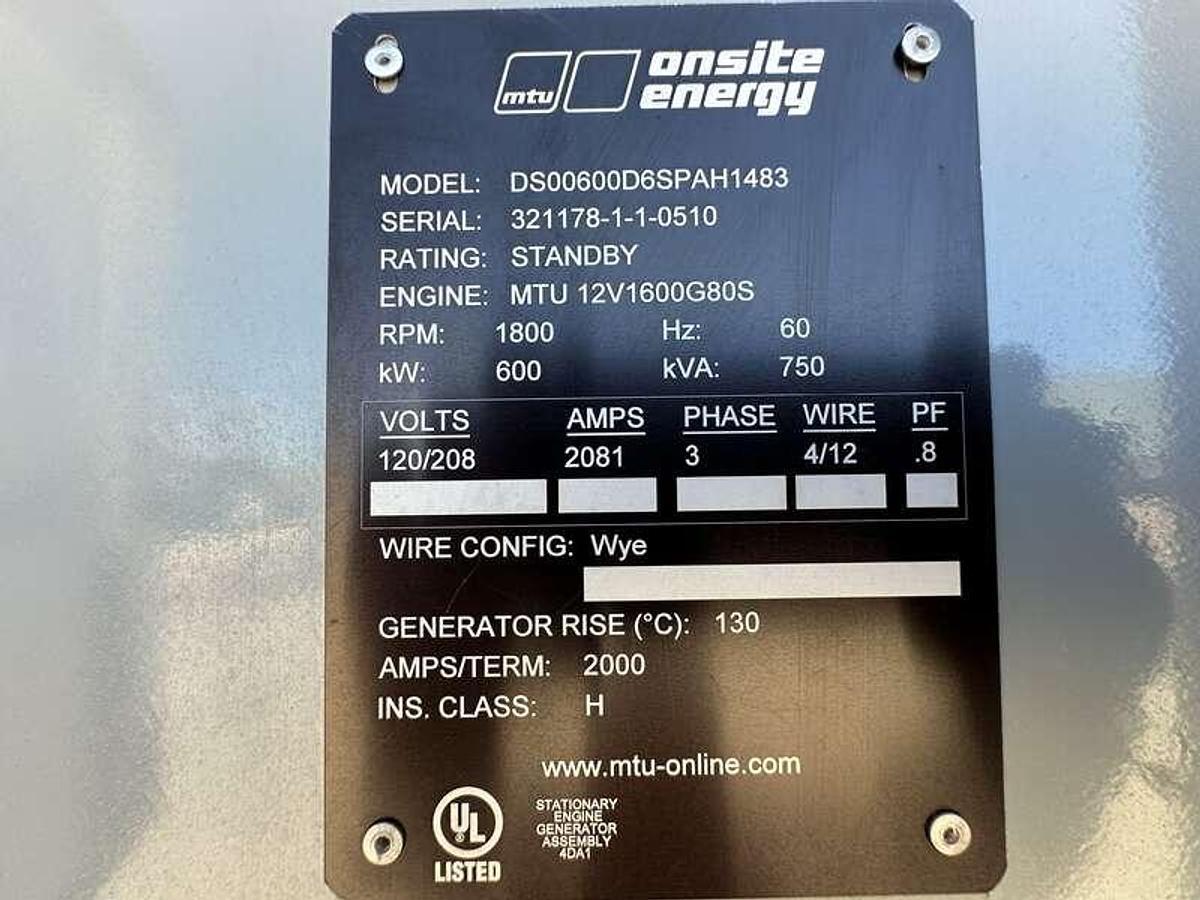 mtu onsite energy
MODEL: DS00600D6SPAH1483
SERIAL: 321178-1-1-0510
RATING: STANDBY
ENGINE: MTU 12V1600G80S
RPM: 1800 Hz: 60
kW: 600 kVA: 750
VOLTS AMPS PHASE WIRE PF
120/208 2081 3 4/12 .8
WIRE CONFIG: Wye
GENERATOR RISE (°C): 130
AMPS/TERM: 2000
INS. CLASS: H
www.mtu-online.com
UL ®
LISTED
STATIONARY
ENGINE
GENERATOR
ASSEMBLY
4DA1